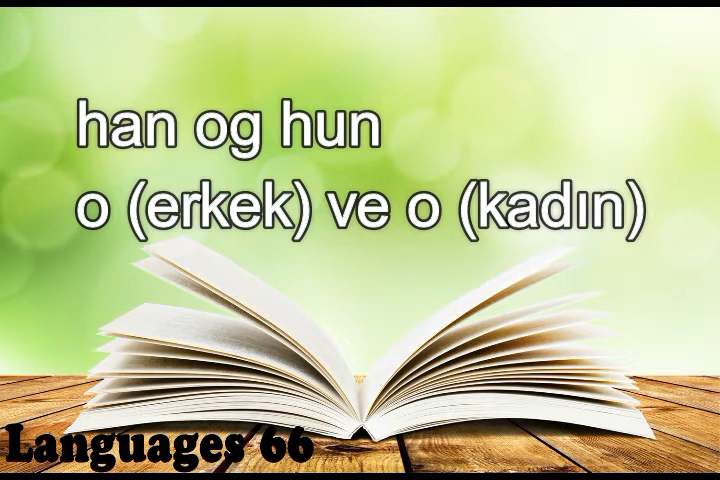 han og hun
o (erkek) ve o (kadın)
Languages 66